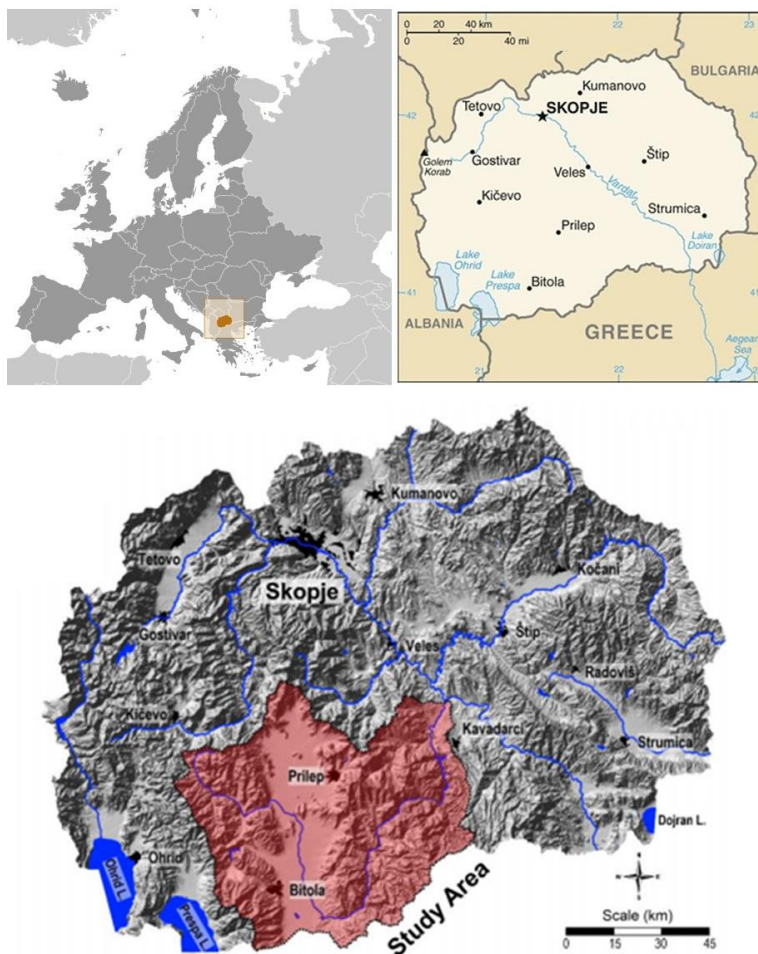 0 20 40 km
0 20 40 mi
22
23
BULGARIA
Kumanovo
Tetovo
SKOPJE
42
42
Golem
Korab
Gostivar
Štip
Veles
Vardar
Kičevo
Strumica
Prilep
Lake
Doiran
Lake
Ohrid
Lake
Prespa
Bitola
41
41
ALBANIA
GREECE
21
22
Aegean
Sea
Kumanovo
Tetovo
Kočani
Skopje
Gostivar
Štip
Veles
Radoviš
Kičevo
Kavadarci
Strumica
Prilep
Dojran L.
Ohrid
Ohrid L.
Bitola
Prespa L.
Study Area
N
W E
S
Scale (km)
0 15 30 45